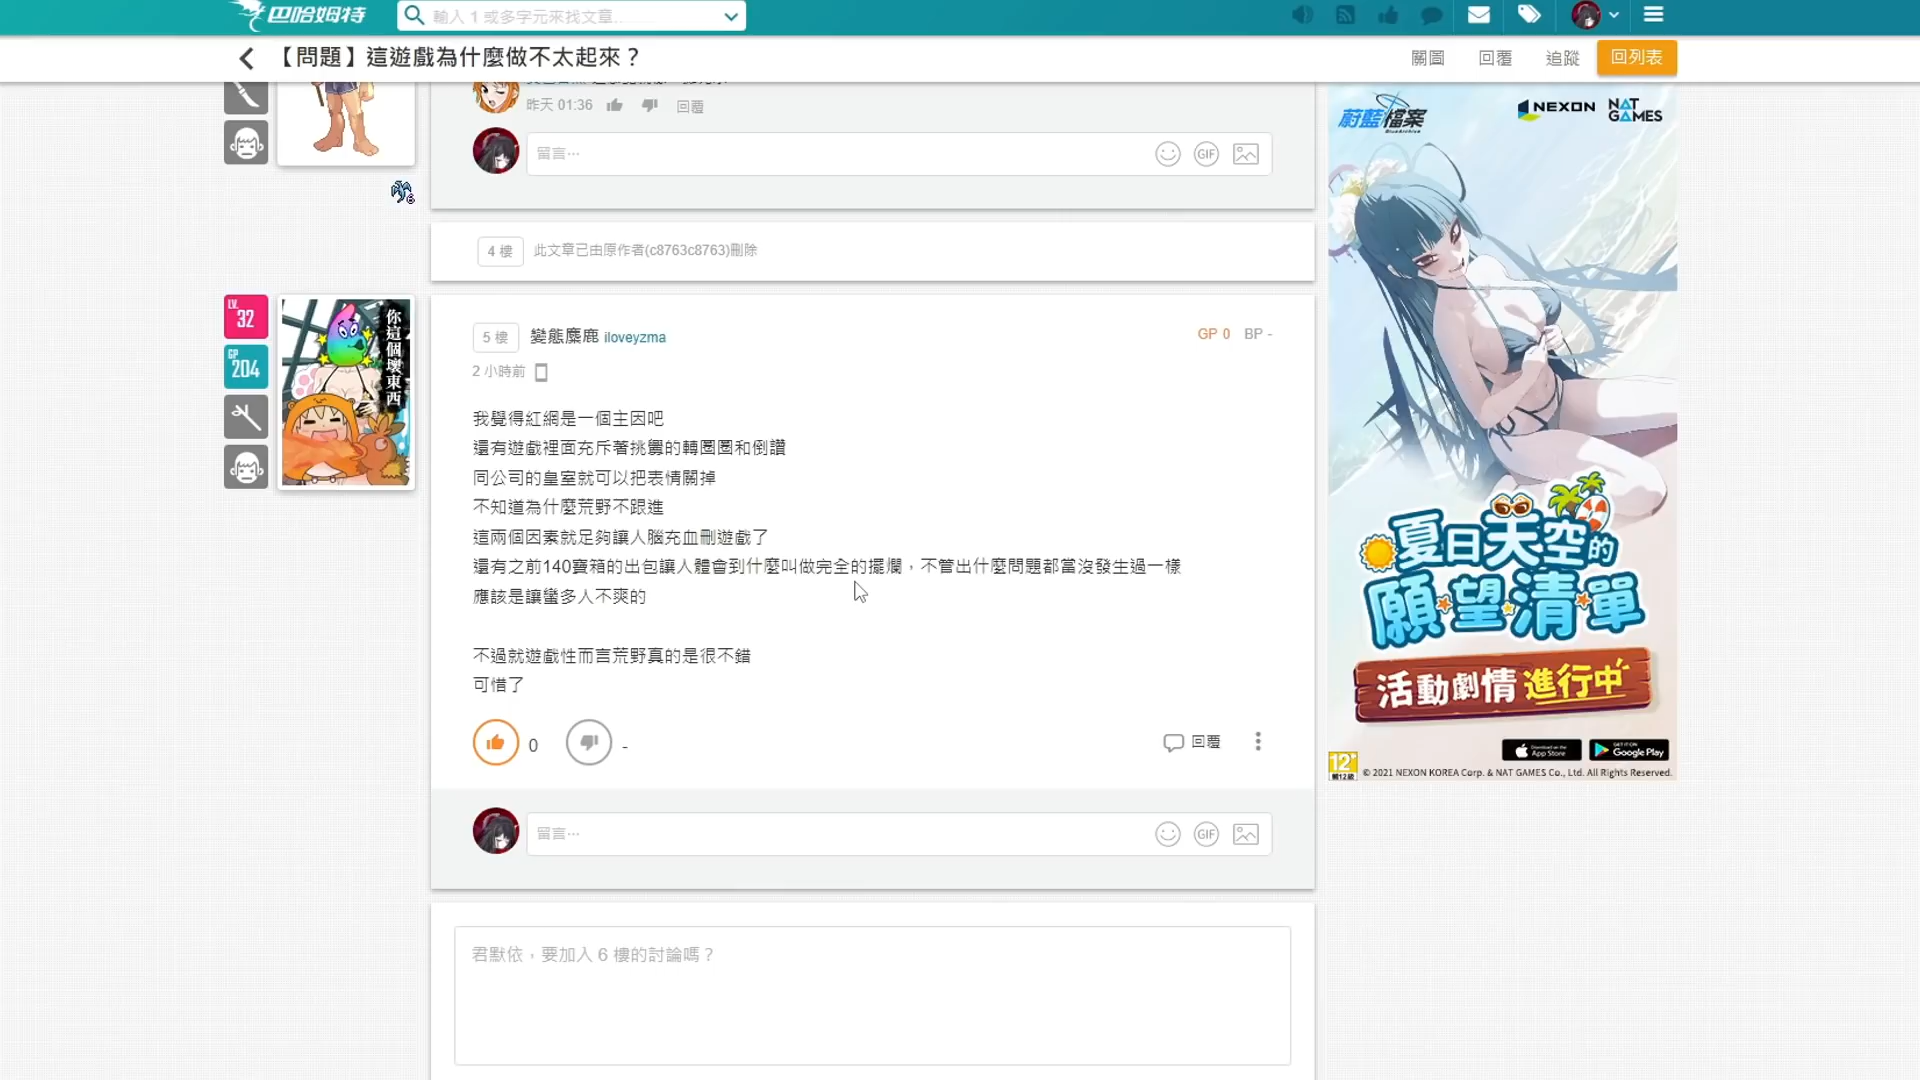 巴哈姆特
輸入 1 或多字元來找文章..
【問題】這遊戲為什麼做不太起來？
開圖
回覆
追蹤
回列表
昨天 01:36
回覆
留言…
GIF
4 樓
此文章已由原作者(c8763c8763)刪除
LV.
32
GP
204
你這個壞東西
5 樓
變態麋鹿 iloveyzma
GP 0 BP -
2 小時前
我覺得紅網是一個主因吧
還有遊戲裡面充斥著挑釁的轉圈圈和倒讚
同公司的皇室就可以把表情關掉
不知道為什麼荒野不跟進
這兩個因素就足夠讓人腦充血刪遊戲了
還有之前140寶箱的出包讓人體會到什麼叫做完全的擺爛，不管出什麼問題都當沒發生過一樣
應該是讓蠻多人不爽的
不過就遊戲性而言荒野真的是很不錯
可惜了
0
-
回覆
留言…
GIF
君默依，要加入 6 樓的討論嗎？
蔚藍檔案
NEXON
NAT GAMES
夏日天空的
願望清單
活動劇情 進行中
Download on the App Store
GET IT ON Google Play
12+
輔12級
© 2021 NEXON KOREA Corp. & NAT GAMES Co., Ltd. All Rights Reserved.